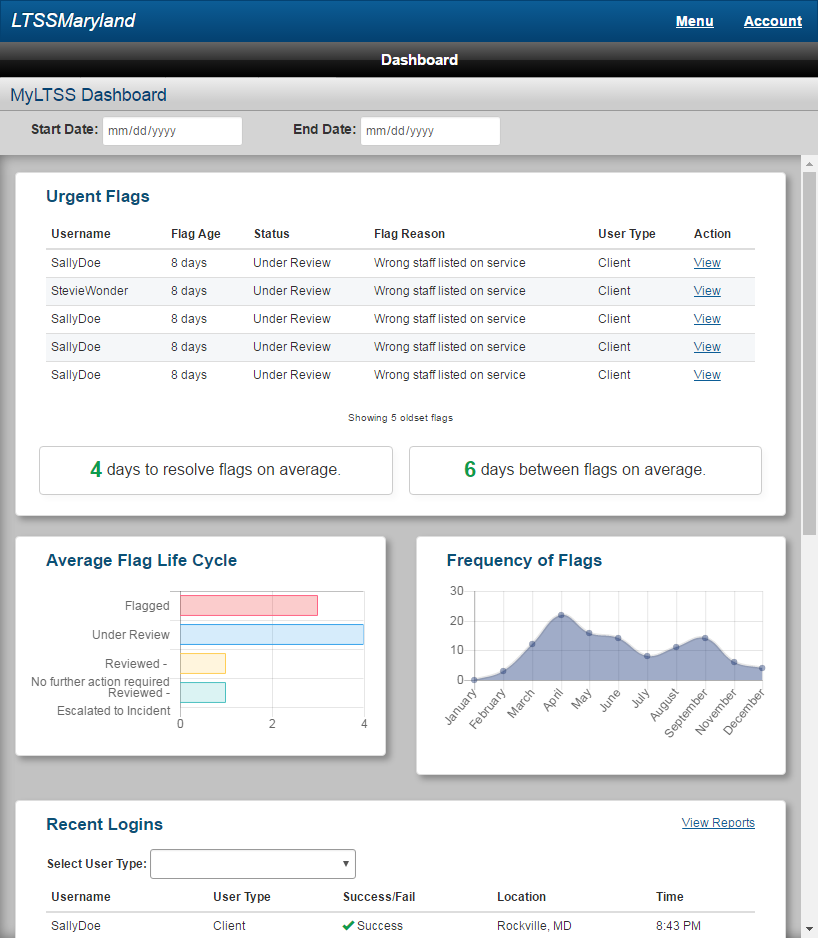 LTSSMaryland Menu Account
Dashboard
MyLTSS Dashboard
Start Date: mm/dd/yyyy End Date: mm/dd/yyyy
Urgent Flags
Username Flag Age Status Flag Reason User Type Action
SallyDoe 8 days Under Review Wrong staff listed on service Client View
StevieWonder 8 days Under Review Wrong staff listed on service Client View
SallyDoe 8 days Under Review Wrong staff listed on service Client View
SallyDoe 8 days Under Review Wrong staff listed on service Client View
SallyDoe 8 days Under Review Wrong staff listed on service Client View
Showing 5 oldset flags
4 days to resolve flags on average.
6 days between flags on average.
Average Flag Life Cycle
Flagged
Under Review
Reviewed -
No further action required
Reviewed -
Escalated to Incident
0 2 4
Frequency of Flags
30
20
10
0
January February March April May June July August September November December
Recent Logins View Reports
Select User Type:
Username User Type Success/Fail Location Time
SallyDoe Client Success Rockville, MD 8:43 PM